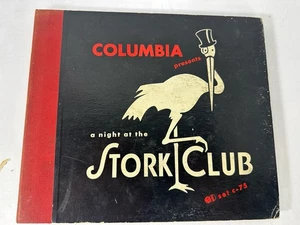 COLUMBIA
presents
a night at the
STORK CLUB
set c-75